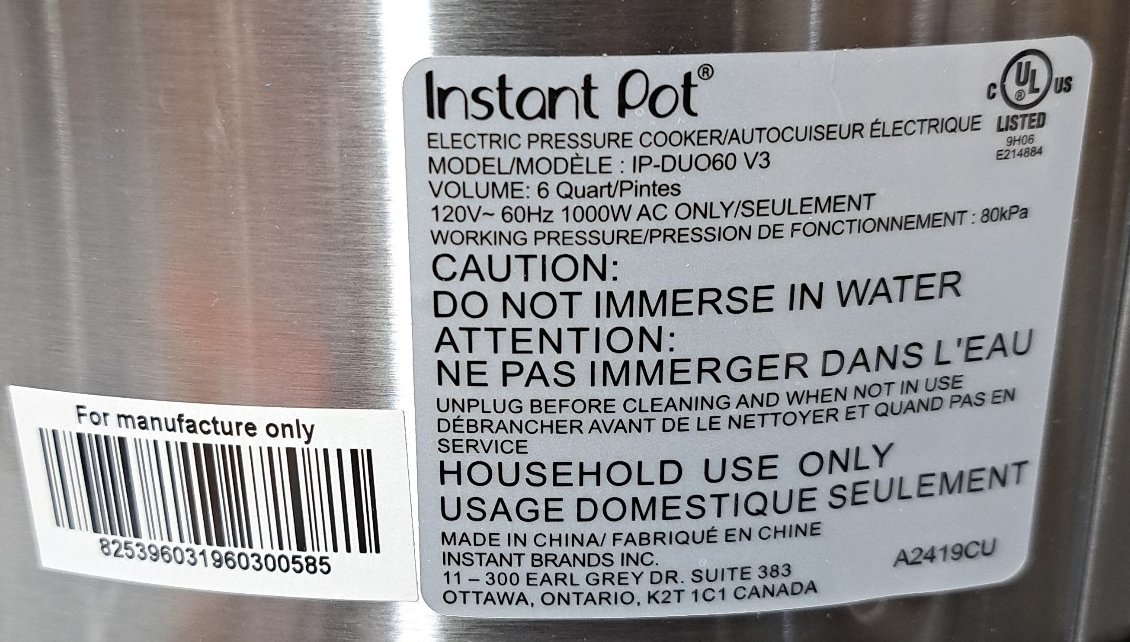 Instant Pot®
C UL® US
LISTED
9H06
E214884
ELECTRIC PRESSURE COOKER/AUTOCUISEUR ÉLECTRIQUE
MODEL/MODÈLE : IP-DUO60 V3
VOLUME: 6 Quart/Pintes
120V~ 60Hz 1000W AC ONLY/SEULEMENT
WORKING PRESSURE/PRESSION DE FONCTIONNEMENT : 80kPa
CAUTION:
DO NOT IMMERSE IN WATER
ATTENTION:
NE PAS IMMERGER DANS L'EAU
UNPLUG BEFORE CLEANING AND WHEN NOT IN USE
DÉBRANCHER AVANT DE LE NETTOYER ET QUAND PAS EN
SERVICE
HOUSEHOLD USE ONLY
USAGE DOMESTIQUE SEULEMENT
MADE IN CHINA/ FABRIQUÉ EN CHINE
INSTANT BRANDS INC.
11 – 300 EARL GREY DR. SUITE 383
OTTAWA, ONTARIO, K2T 1C1 CANADA
A2419CU
For manufacture only
825396031960300585